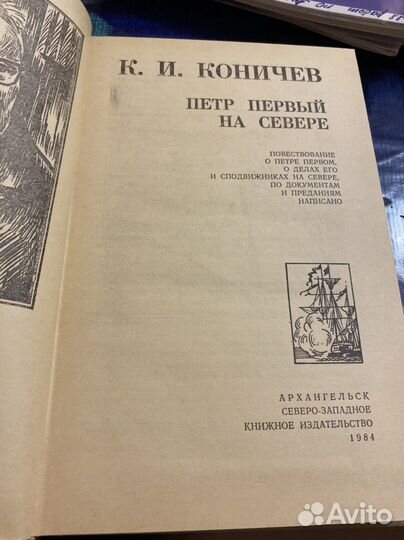 К. И. КОНИЧЕВ
ПЕТР ПЕРВЫЙ
НА СЕВЕРЕ
ПОВЕСТВОВАНИЕ
О ПЕТРЕ ПЕРВОМ,
О ДЕЛАХ ЕГО
И СПОДВИЖНИКАХ НА СЕВЕРЕ,
ПО ДОКУМЕНТАМ
И ПРЕДАНИЯМ
НАПИСАНО
АРХАНГЕЛЬСК
СЕВЕРО-ЗАПАДНОЕ
КНИЖНОЕ ИЗДАТЕЛЬСТВО
1984
Avito